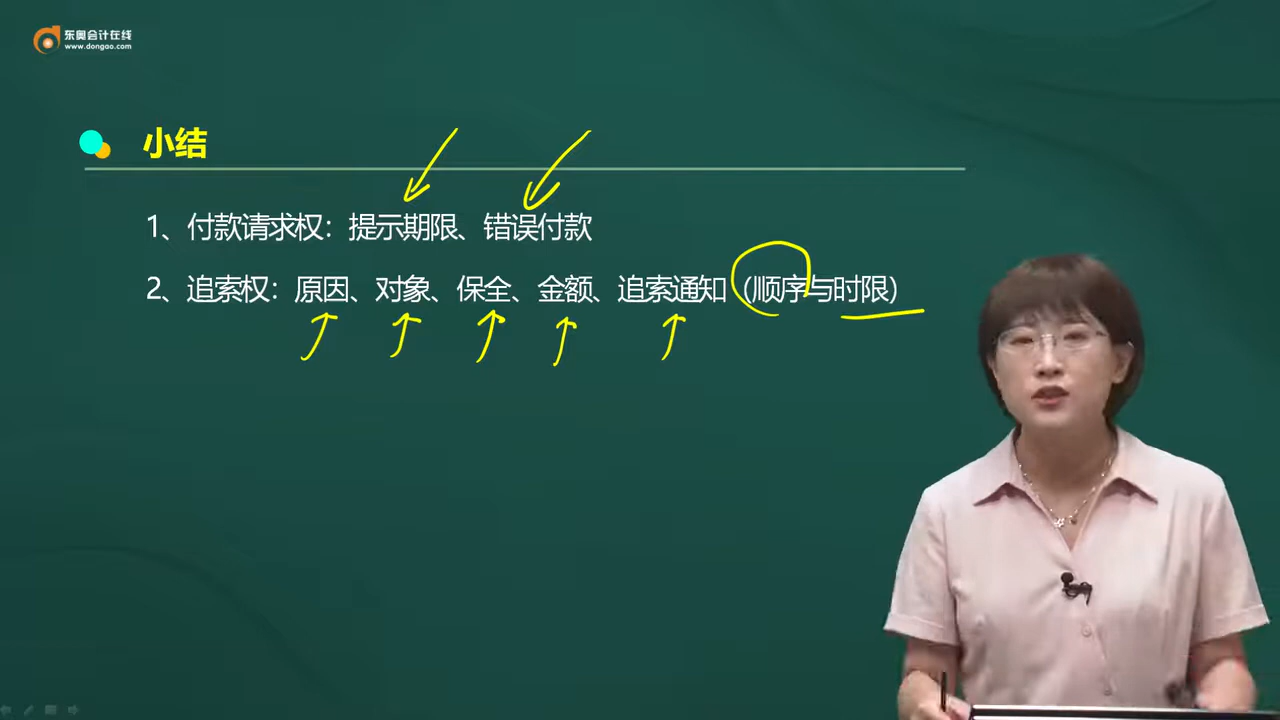 东奥会计在线
www.dongao.com
小结
1、付款请求权：提示期限、错误付款
2、追索权：原因、对象、保全、金额、追索通知（顺序与时限）